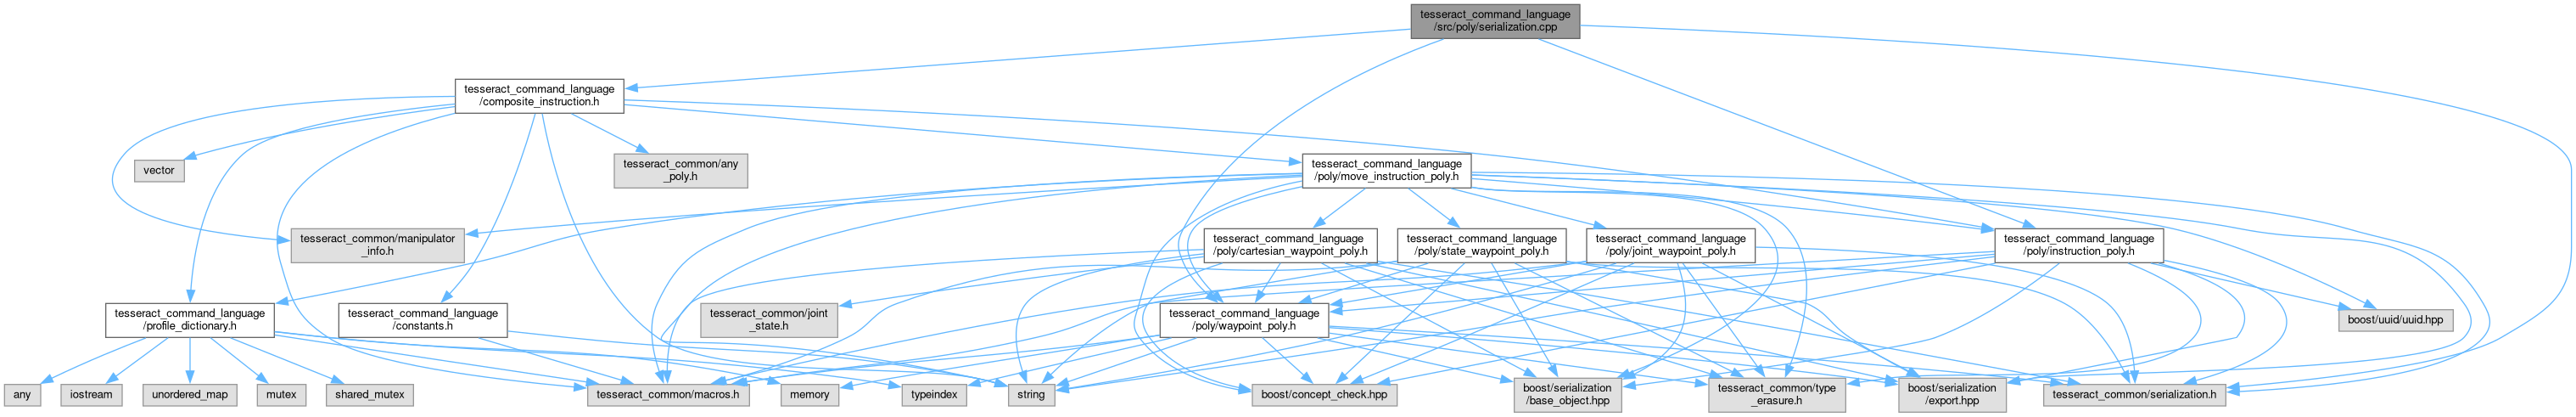 tesseract_command_language
/src/poly/serialization.cpp
tesseract_command_language
/composite_instruction.h
vector
tesseract_common/any
_poly.h
tesseract_command_language
/poly/move_instruction_poly.h
tesseract_common/manipulator
_info.h
tesseract_command_language
/poly/cartesian_waypoint_poly.h
tesseract_command_language
/poly/state_waypoint_poly.h
tesseract_command_language
/poly/joint_waypoint_poly.h
tesseract_command_language
/poly/instruction_poly.h
tesseract_command_language
/profile_dictionary.h
tesseract_command_language
/constants.h
tesseract_common/joint
_state.h
tesseract_command_language
/poly/waypoint_poly.h
boost/uuid/uuid.hpp
any
iostream
unordered_map
mutex
shared_mutex
tesseract_common/macros.h
memory
typeindex
string
boost/concept_check.hpp
boost/serialization
/base_object.hpp
tesseract_common/type
_erasure.h
boost/serialization
/export.hpp
tesseract_common/serialization.h